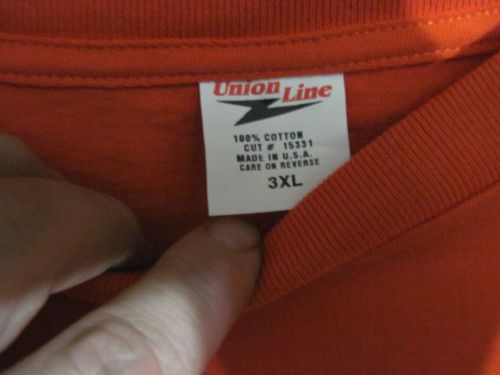 Union
Line
100% COTTON
CUT # 15331
MADE IN U.S.A.
CARE ON REVERSE
3XL